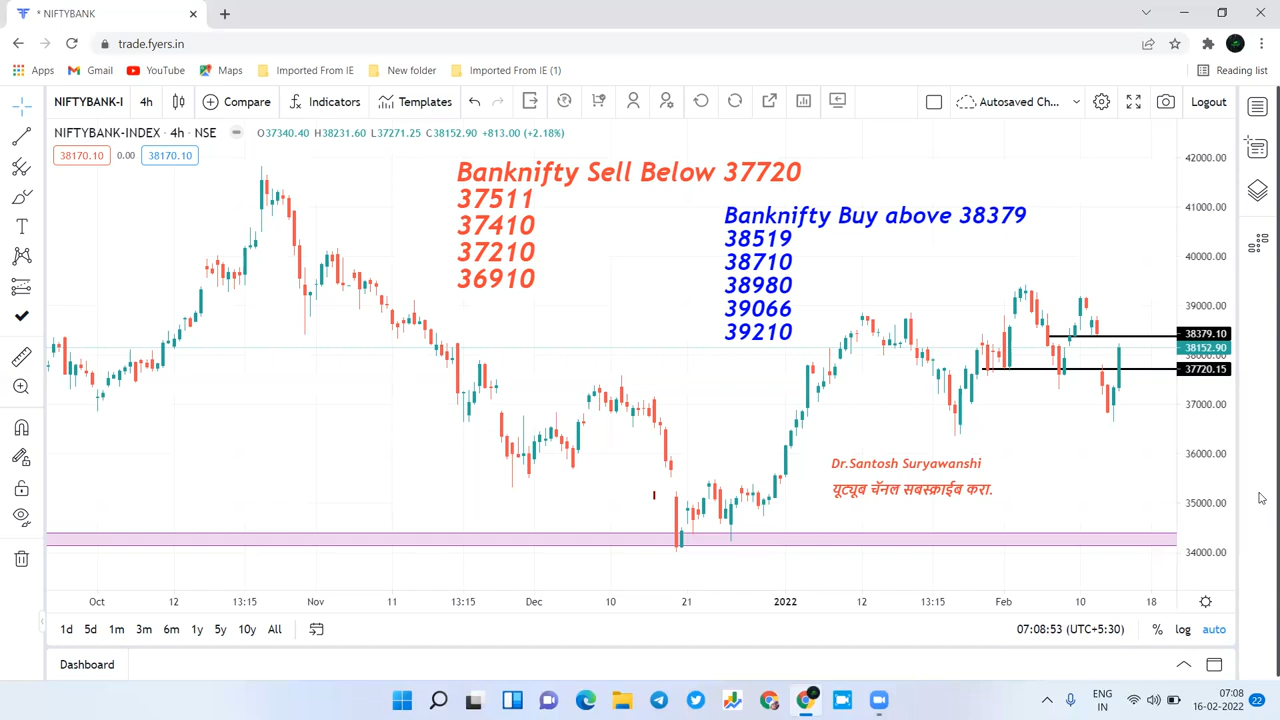 * NIFTYBANK
trade.fyers.in
Apps Gmail YouTube Maps Imported From IE New folder Imported From IE (1) Reading list
NIFTYBANK-I 4h Compare Indicators Templates Autosaved Ch... Logout
NIFTYBANK-INDEX · 4h · NSE O37340.40 H38231.60 L37271.25 C38152.90 +813.00 (+2.18%)
38170.10 0.00 38170.10
Banknifty Sell Below 37720
37511
37410
37210
36910
Banknifty Buy above 38379
38519
38710
38980
39066
39210
42000.00
41000.00
40000.00
39000.00
38379.10
38152.90
38000.00
37720.15
37000.00
36000.00
35000.00
34000.00
Dr.Santosh Suryawanshi
यूट्यूब चॅनल सबस्क्राईब करा.
Oct 12 13:15 Nov 11 13:15 Dec 10 21 2022 12 13:15 Feb 10 18
1d 5d 1m 3m 6m 1y 5y 10y All 07:08:53 (UTC+5:30) % log auto
Dashboard
ENG 07:08
IN 16-02-2022 22